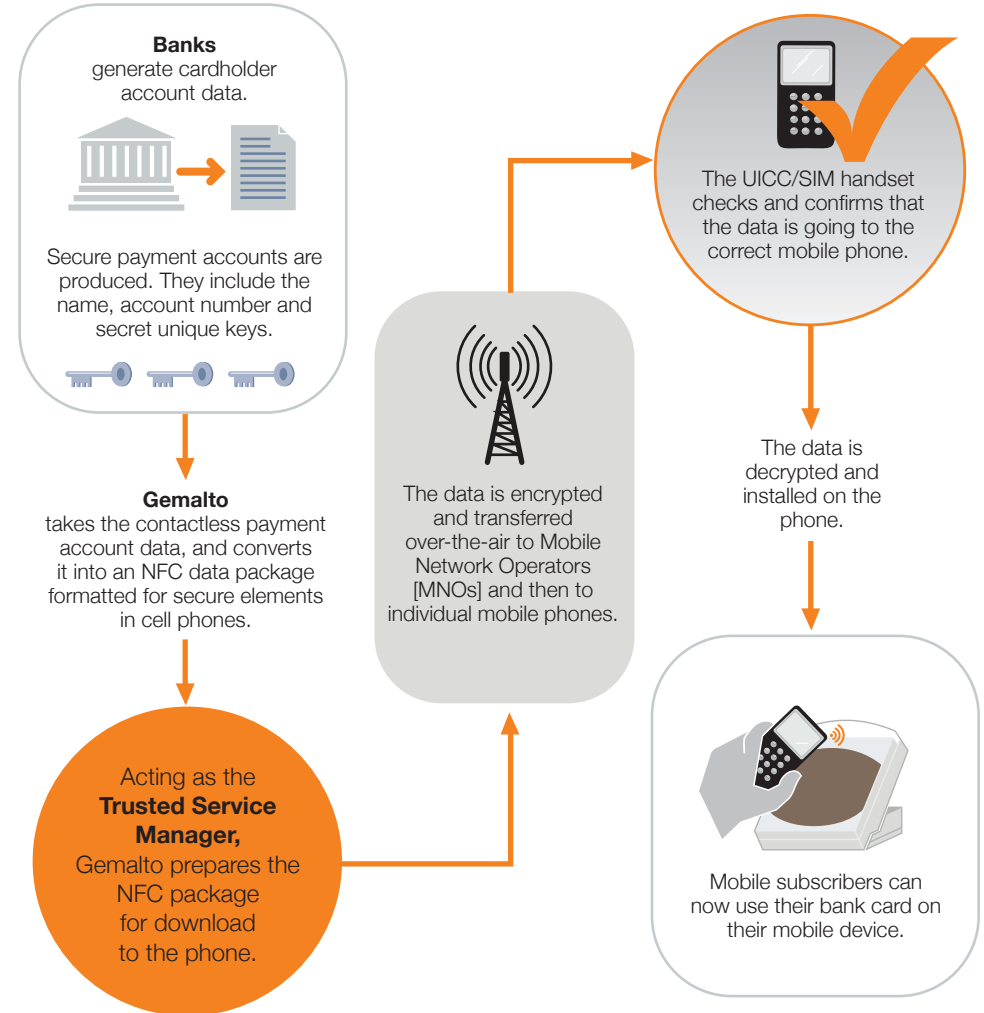 Banks
generate cardholder
account data.
Secure payment accounts are
produced. They include the
name, account number and
secret unique keys.
Gemalto
takes the contactless payment
account data, and converts
it into an NFC data package
formatted for secure elements
in cell phones.
Acting as the
Trusted Service
Manager,
Gemalto prepares the
NFC package
for download
to the phone.
The data is encrypted
and transferred
over-the-air to Mobile
Network Operators
[MNOs] and then to
individual mobile phones.
The UICC/SIM handset
checks and confirms that
the data is going to the
correct mobile phone.
The data is
decrypted and
installed on the
phone.
Mobile subscribers can
now use their bank card on
their mobile device.